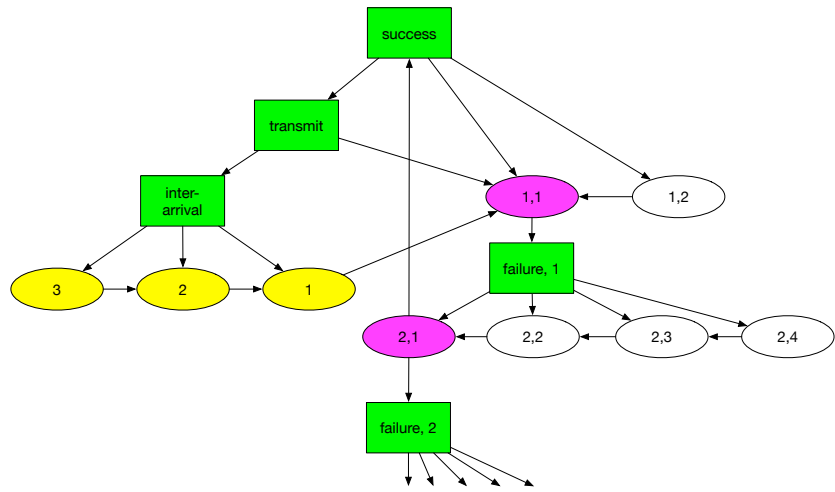 success
transmit
inter-
arrival
1,1
1,2
failure, 1
3
2
1
2,1
2,2
2,3
2,4
failure, 2